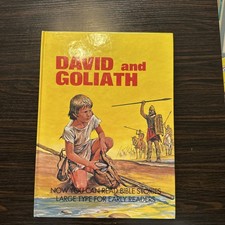 DAVID and
GOLIATH
NOW YOU CAN READ BIBLE STORIES
LARGE TYPE FOR EARLY READERS